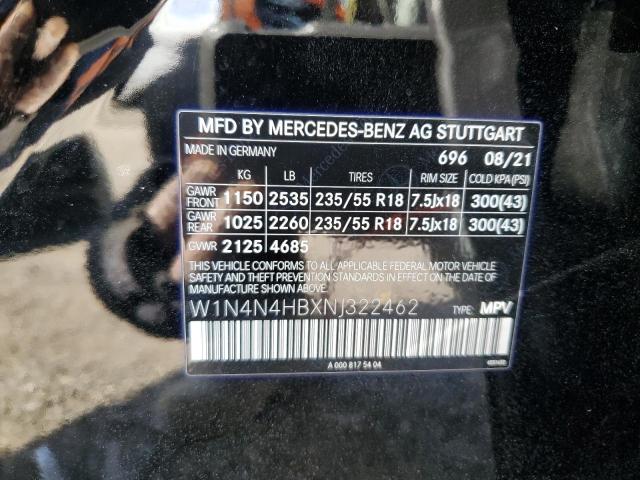 MFD BY MERCEDES-BENZ AG STUTTGART
MADE IN GERMANY 696 08/21
KG LB TIRES RIM SIZE COLD KPA(PSI)
GAWR FRONT 1150 2535 235/55 R18 7.5Jx18 300(43)
GAWR REAR 1025 2260 235/55 R18 7.5Jx18 300(43)
GVWR 2125 4685
THIS VEHICLE CONFORMS TO ALL APPLICABLE FEDERAL MOTOR VEHICLE
SAFETY AND THEFT PREVENTION STANDARDS IN EFFECT ON THE DATE OF
MANUFACTURE SHOWN ABOVE.
W1N4N4HBXNJ322462 TYPE: MPV
A 000 817 54 04